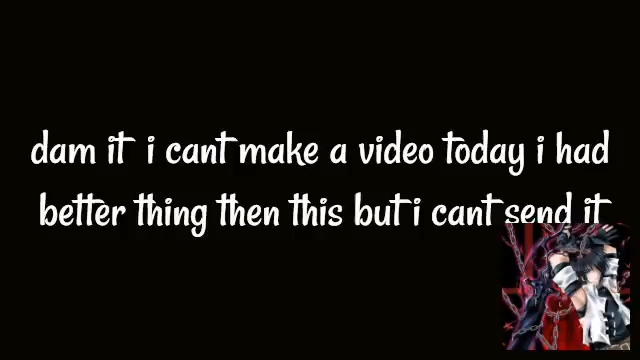 dam it i cant make a video today i had
better thing then this but i cant send it